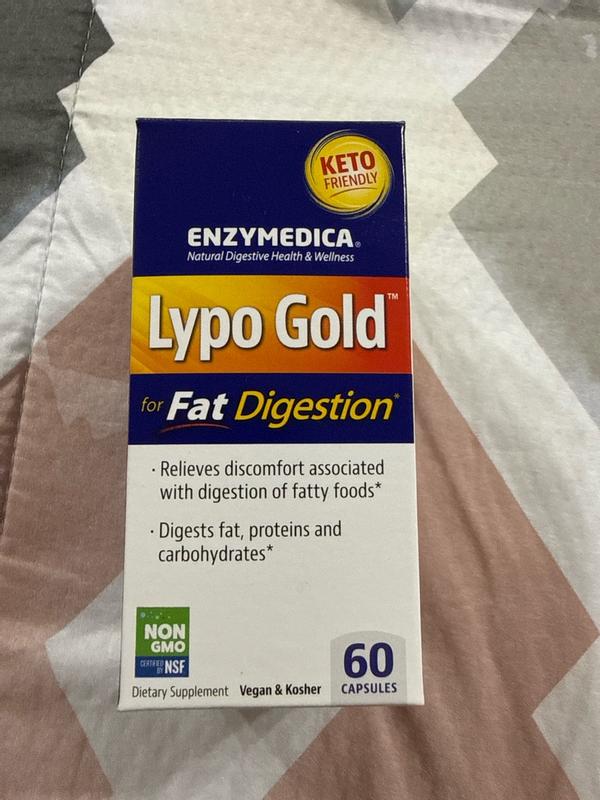 KETO
FRIENDLY
ENZYMEDICA®
Natural Digestive Health & Wellness
Lypo Gold™
for Fat Digestion*
· Relieves discomfort associated
with digestion of fatty foods*
· Digests fat, proteins and
carbohydrates*
NON
GMO
CERTIFIED
BY NSF
60
CAPSULES
Dietary Supplement Vegan & Kosher